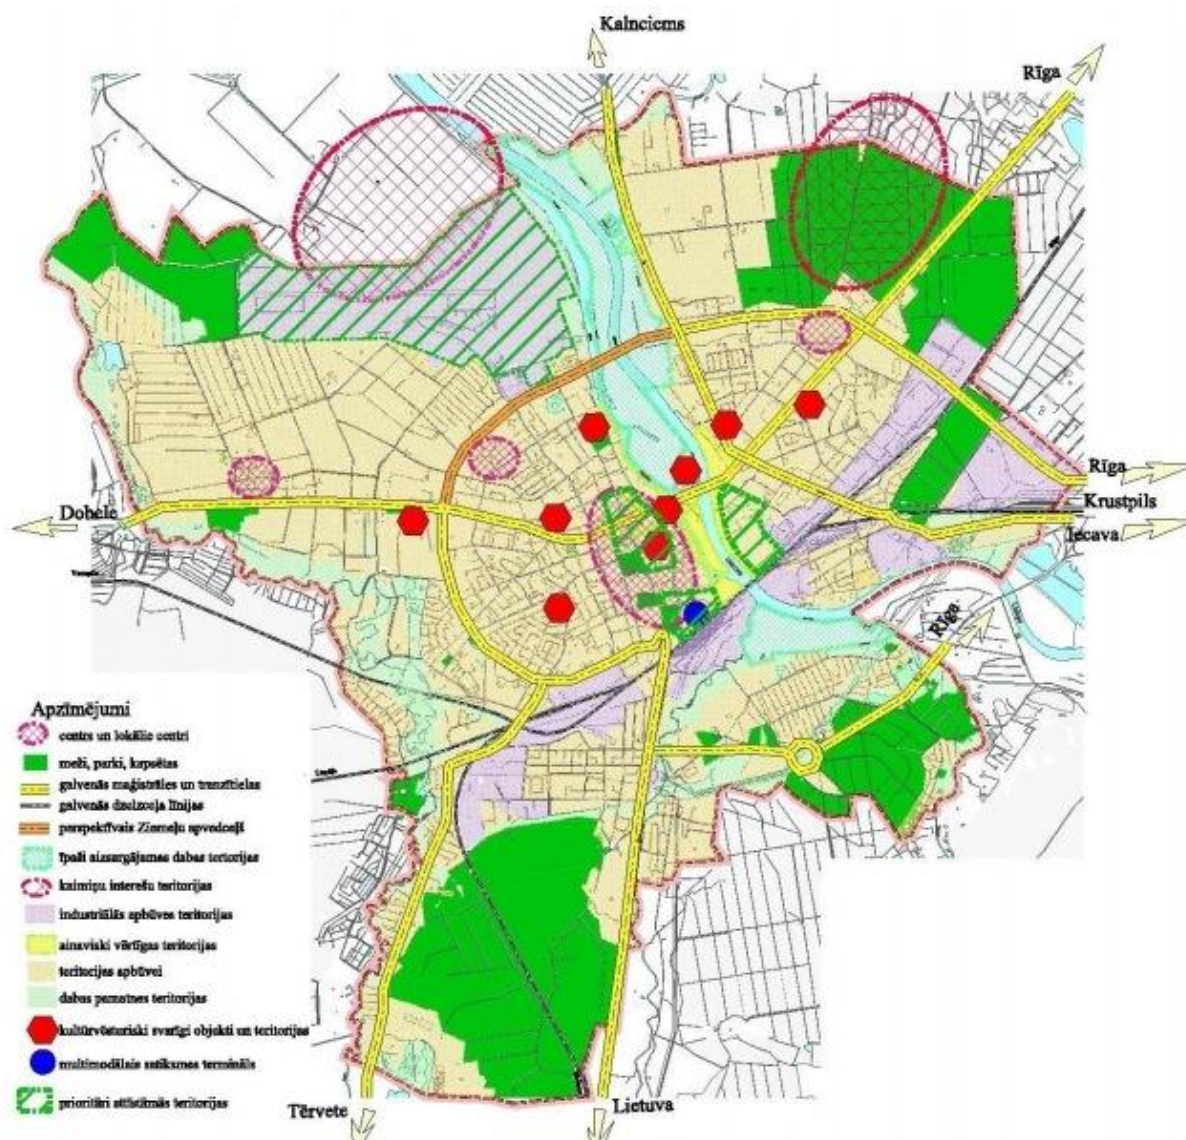 Kalnciems
Rīga
Rīga
Krustpils
Iecava
Dobele
Rīga
Apzīmējumi
centrs un lokālie centri
meži, parki, kapsētas
galvenās maģistrāles un tranzītielas
galvenās dzelzceļa līnijas
perspektīvais Ziemeļu apvedceļš
īpaši aizsargājamas dabas teritorijas
kaimiņu interešu teritorijas
industriālās apbūves teritorijas
ainaviski vērtīgas teritorijas
teritorijas apbūvei
dabas pamatnes teritorijas
kultūrvēsturiski svarīgi objekti un teritorijas
multimodālais satiksmes termināls
prioritāri attīstāmās teritorijas
Tērvete
Lietuva